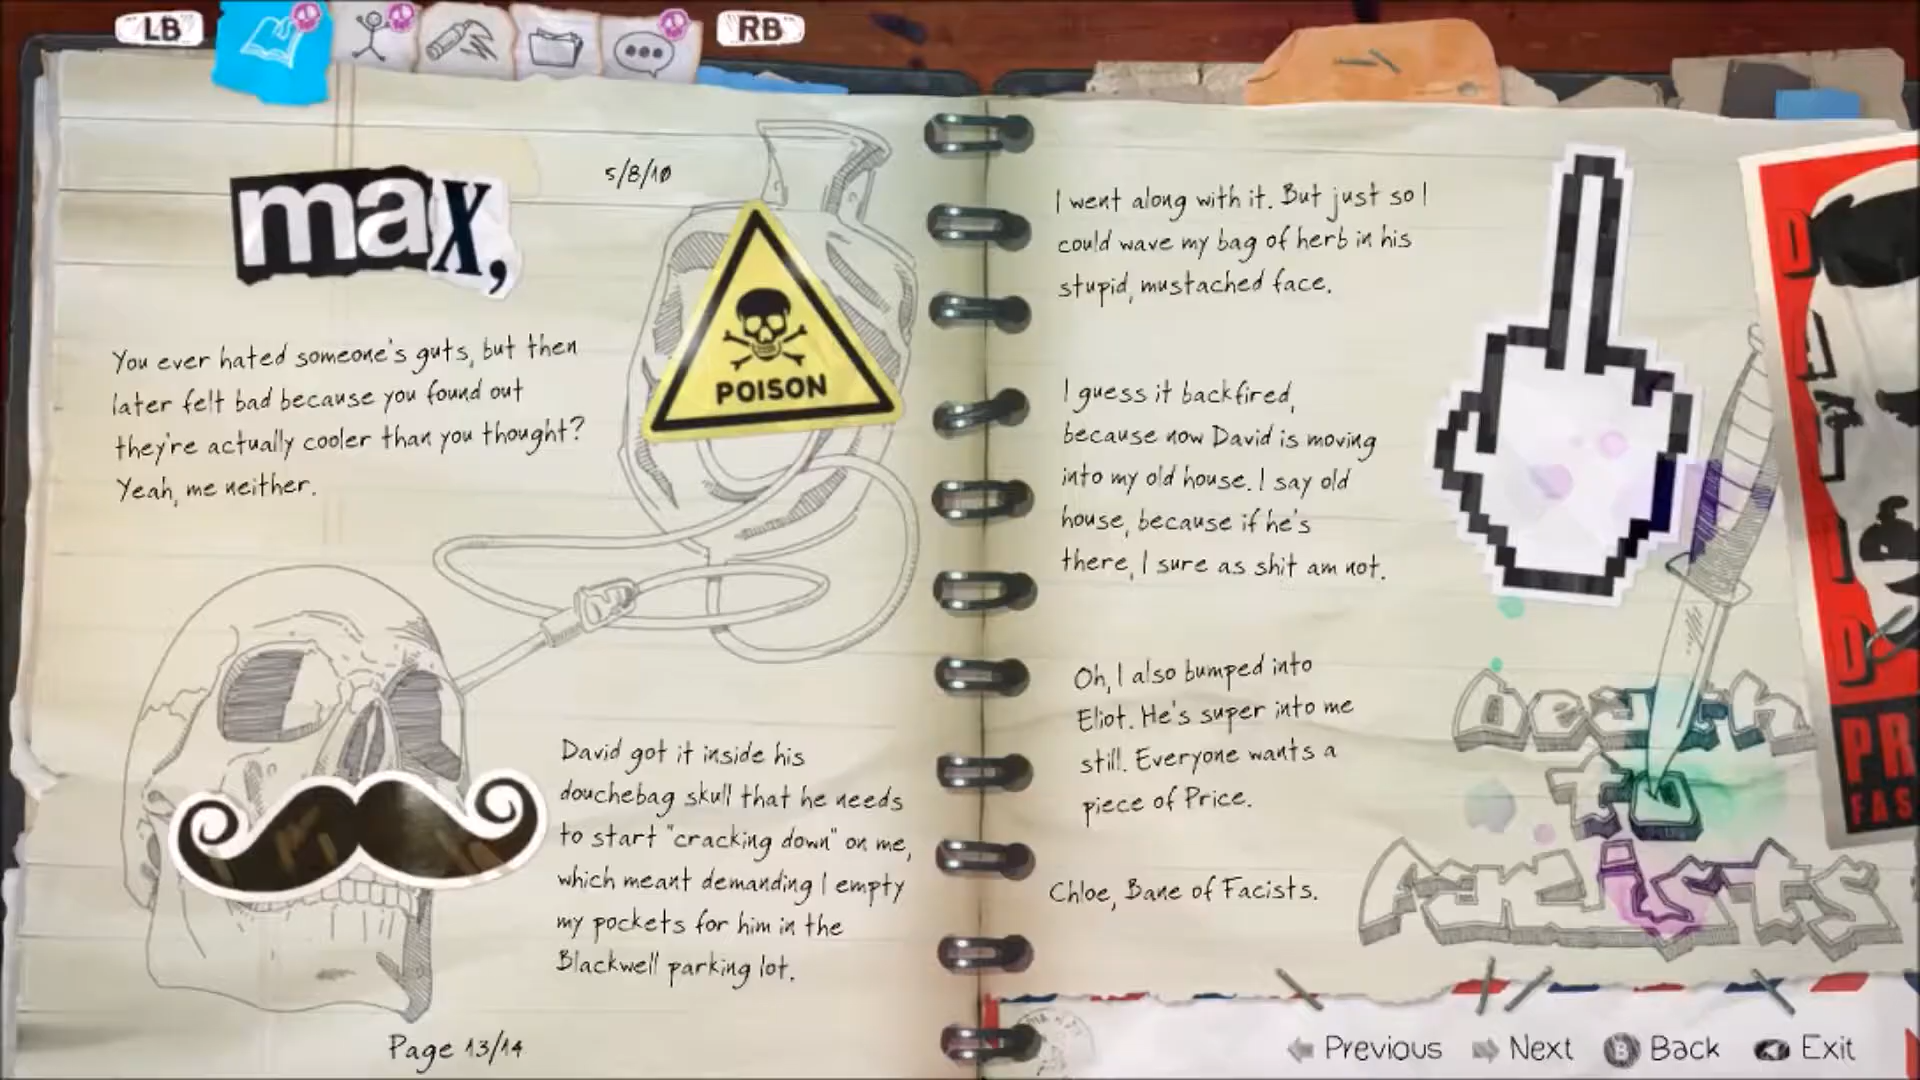 LB
RB
max,
5/8/10
POISON
You ever hated someone's guts, but then
later felt bad because you found out
they're actually cooler than you thought?
Yeah, me neither.
David got it inside his
douchebag skull that he needs
to start "cracking down" on me,
which meant demanding I empty
my pockets for him in the
Blackwell parking lot.
Page 13/14
I went along with it. But just so I
could wave my bag of herb in his
stupid, mustached face.
I guess it backfired,
because now David is moving
into my old house. I say old
house, because if he's
there, I sure as shit am not.
Oh, I also bumped into
Eliot. He's super into me
still. Everyone wants a
piece of Price.
Chloe, Bane of Facists.
Death
to
DAVID
PR
FAS
Previous
Next
B Back
Exit